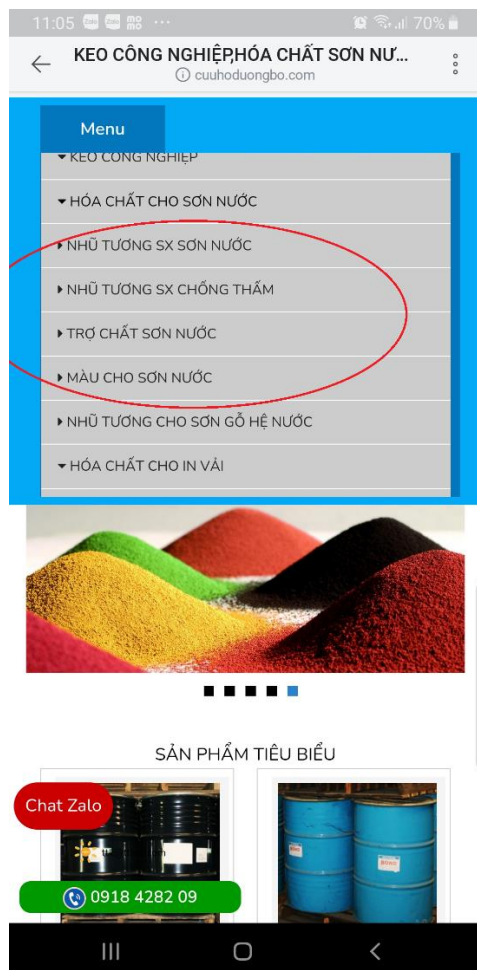 11:05 Zalo Zalo ... 70%
KEO CÔNG NGHIỆP,HÓA CHẤT SƠN NƯ...
cuuhoduongbo.com
Menu
KEO CÔNG NGHIỆP
HÓA CHẤT CHO SƠN NƯỚC
NHŨ TƯƠNG SX SƠN NƯỚC
NHŨ TƯƠNG SX CHỐNG THẤM
TRỢ CHẤT SƠN NƯỚC
MÀU CHO SƠN NƯỚC
NHŨ TƯƠNG CHO SƠN GỖ HỆ NƯỚC
HÓA CHẤT CHO IN VẢI
SẢN PHẨM TIÊU BIỂU
Chat Zalo
0918 4282 09